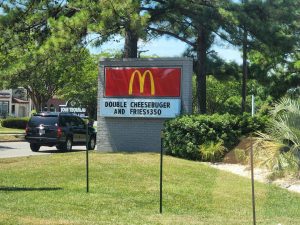 DOUBLE CHEESEBURGER
AND FRIES $350